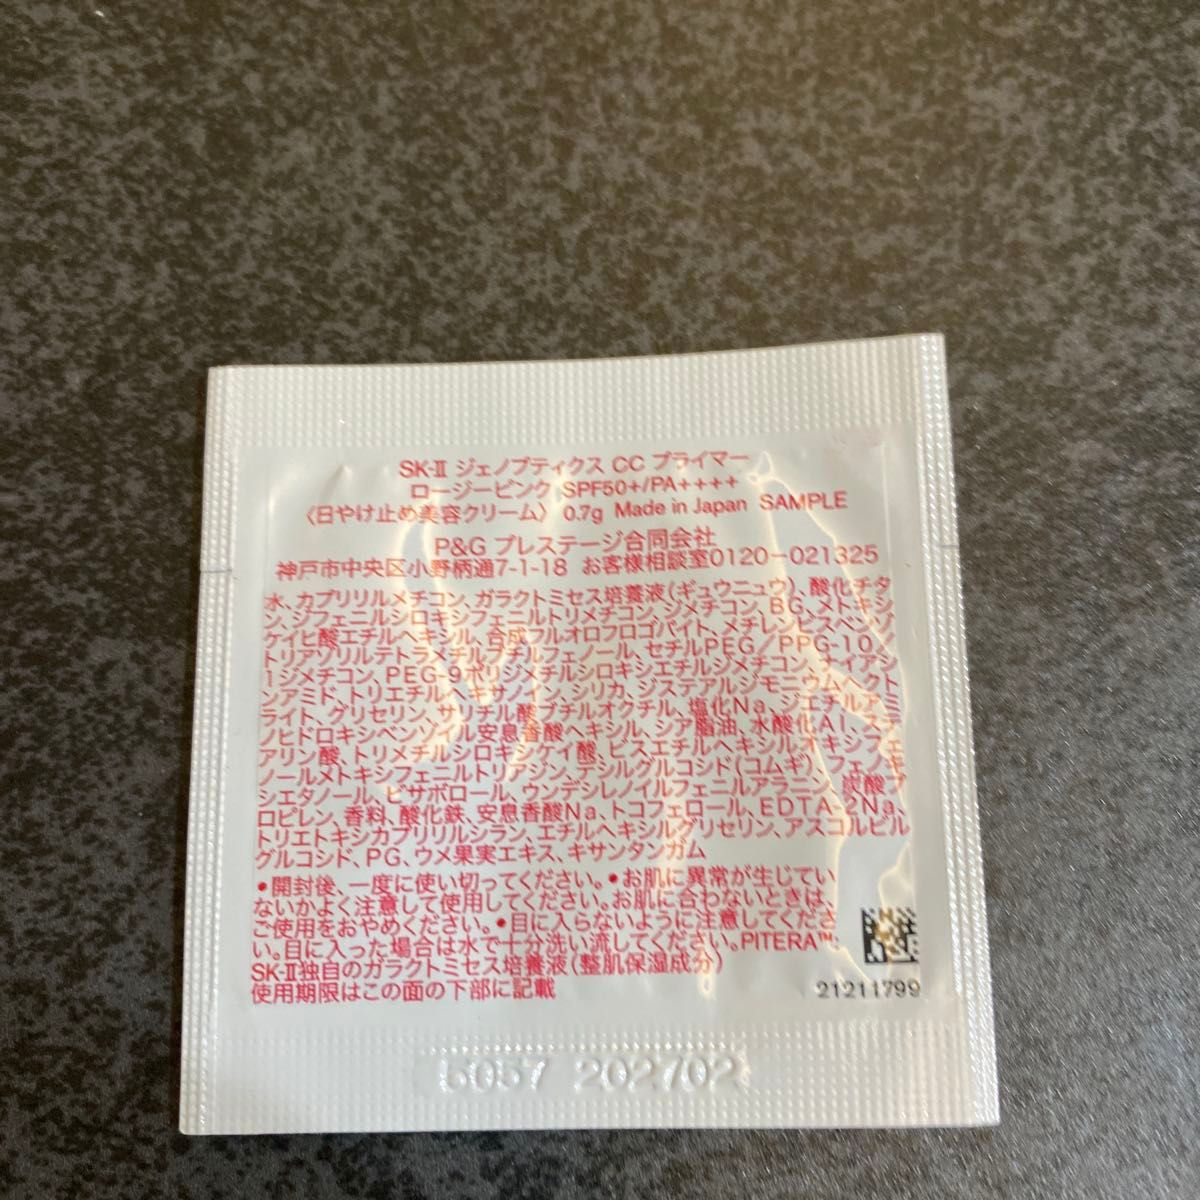 SK-II ジェノプティクス CC プライマー
ロージーピンク SPF50+/PA++++
〈日やけ止め美容クリーム〉 0.7g Made in Japan SAMPLE
P&G プレステージ合同会社
神戸市中央区小野柄通7-1-18 お客様相談室0120-021325
水、カプリリルメチコン、ガラクトミセス培養液(ギュウニュウ)、酸化チタ
ン、ジフェニルシロキシフェニルトリメチコン、ジメチコン、BG、メトキシ
ケイヒ酸エチルヘキシル、合成フルオロフロゴパイト、メチレンビスベンゾ
トリアゾリルテトラメチルブチルフェノール、セチルPEG/PPG-10/
1ジメチコン、PEG-9ポリジメチルシロキシエチルジメチコン、ナイアシ
ンアミド、トリエチルヘキサノイン、シリカ、ジステアルジモニウムヘクト
ライト、グリセリン、サリチル酸ブチルオクチル、塩化Na、ジエチルアミ
ノヒドロキシベンゾイル安息香酸ヘキシル、シア脂油、水酸化Al、ステ
アリン酸、トリメチルシロキシケイ酸、ビスエチルヘキシルオキシフェ
ノールメトキシフェニルトリアジン、デシルグルコシド(コムギ)、フェノキ
シエタノール、ビサボロール、ウンデシレノイルフェニルアラニン、炭酸プ
ロピレン、香料、酸化鉄、安息香酸Na、トコフェロール、EDTA-2Na、
トリエトキシカプリリルシラン、エチルヘキシルグリセリン、アスコルビル
グルコシド、PG、ウメ果実エキス、キサンタンガム
•開封後、一度に使い切ってください。•お肌に異常が生じてい
ないかよく注意して使用してください。お肌に合わないときは、
ご使用をおやめください。•目に入らないように注意してくださ
い。目に入った場合は水で十分洗い流してください。PITERA™:
SK-II独自のガラクトミセス培養液(整肌保湿成分)
使用期限はこの面の下部に記載
21211799
5057 202702